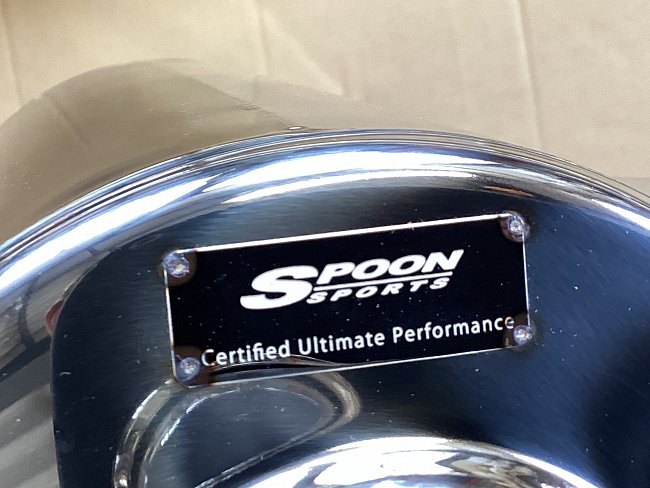 SPOON
SPORTS
Certified Ultimate Performance